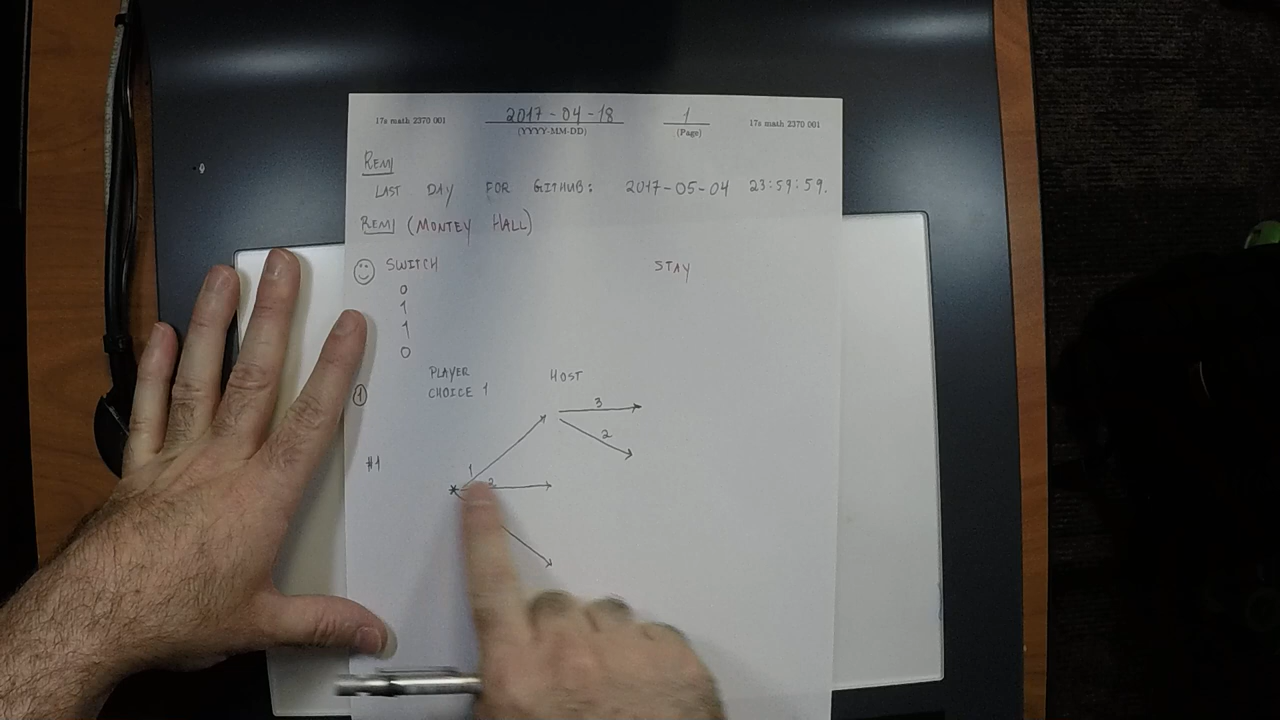 17s math 2370 001 2017-04-18 1 17s math 2370 001
(YYYY-MM-DD) (Page)
REM
LAST DAY FOR GITHUB: 2017-05-04 23:59:59.
REM (MONTEY HALL)
SWITCH STAY
0
1
1
0
PLAYER HOST
CHOICE 1
1
3
2
#1
1
2